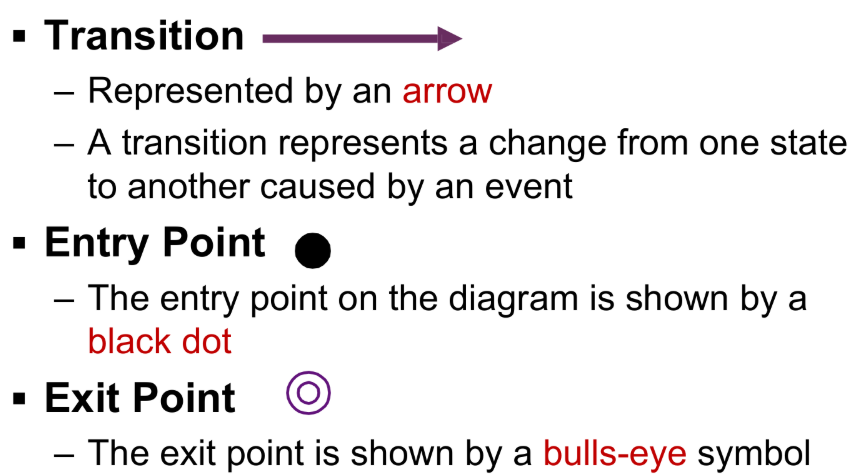 ▪ Transition
– Represented by an arrow
– A transition represents a change from one state
to another caused by an event
▪ Entry Point
– The entry point on the diagram is shown by a
black dot
▪ Exit Point
– The exit point is shown by a bulls-eye symbol